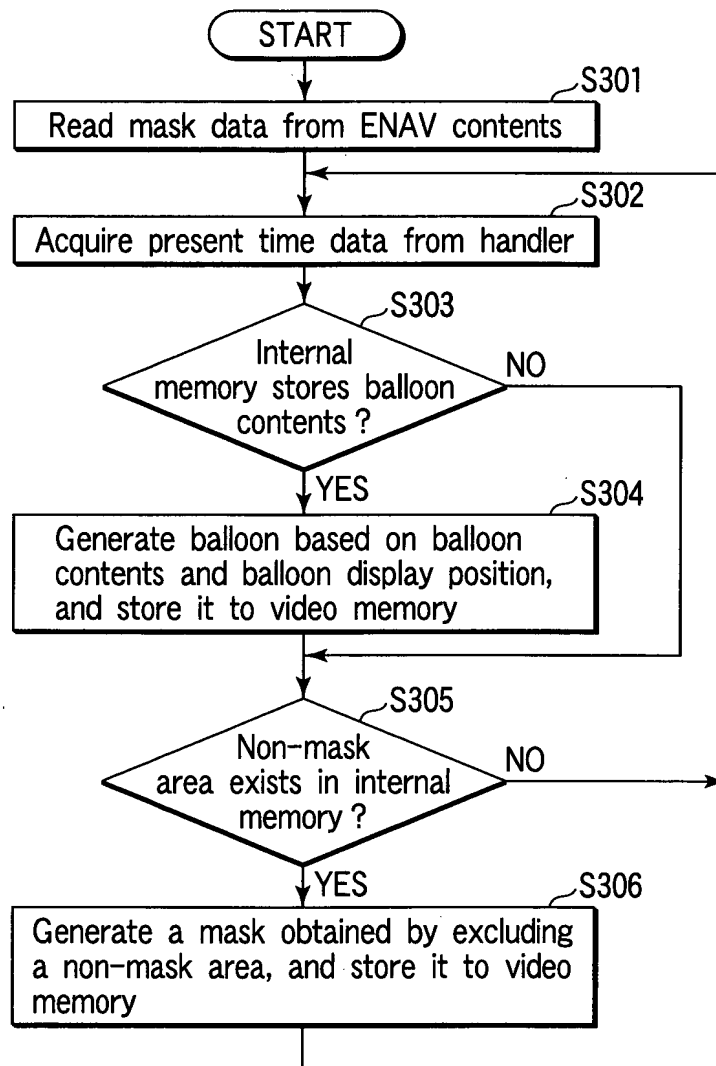 START
S301
Read mask data from ENAV contents
S302
Acquire present time data from handler
S303
Internal
memory stores balloon
contents ?
NO
YES
S304
Generate balloon based on balloon
contents and balloon display position,
and store it to video memory
S305
Non-mask
area exists in internal
memory ?
NO
YES
S306
Generate a mask obtained by excluding
a non-mask area, and store it to video
memory